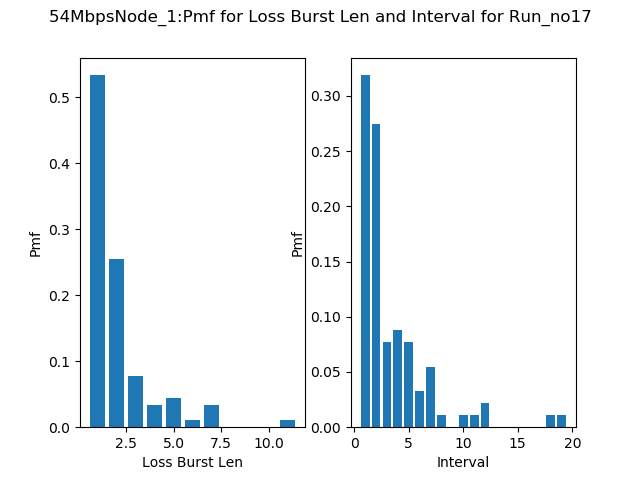 54MbpsNode_1:Pmf for Loss Burst Len and Interval for Run_no17
Pmf
0.5
0.4
0.3
0.2
0.1
0.0
2.5 5.0 7.5 10.0
Loss Burst Len
Pmf
0.30
0.25
0.20
0.15
0.10
0.05
0.00
0 5 10 15 20
Interval